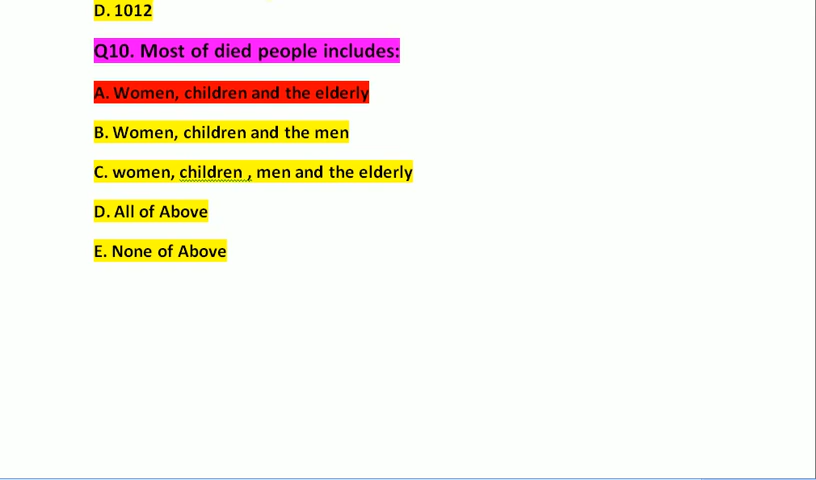 D. 1012
Q10. Most of died people includes:
A. Women, children and the elderly
B. Women, children and the men
C. women, children , men and the elderly
D. All of Above
E. None of Above